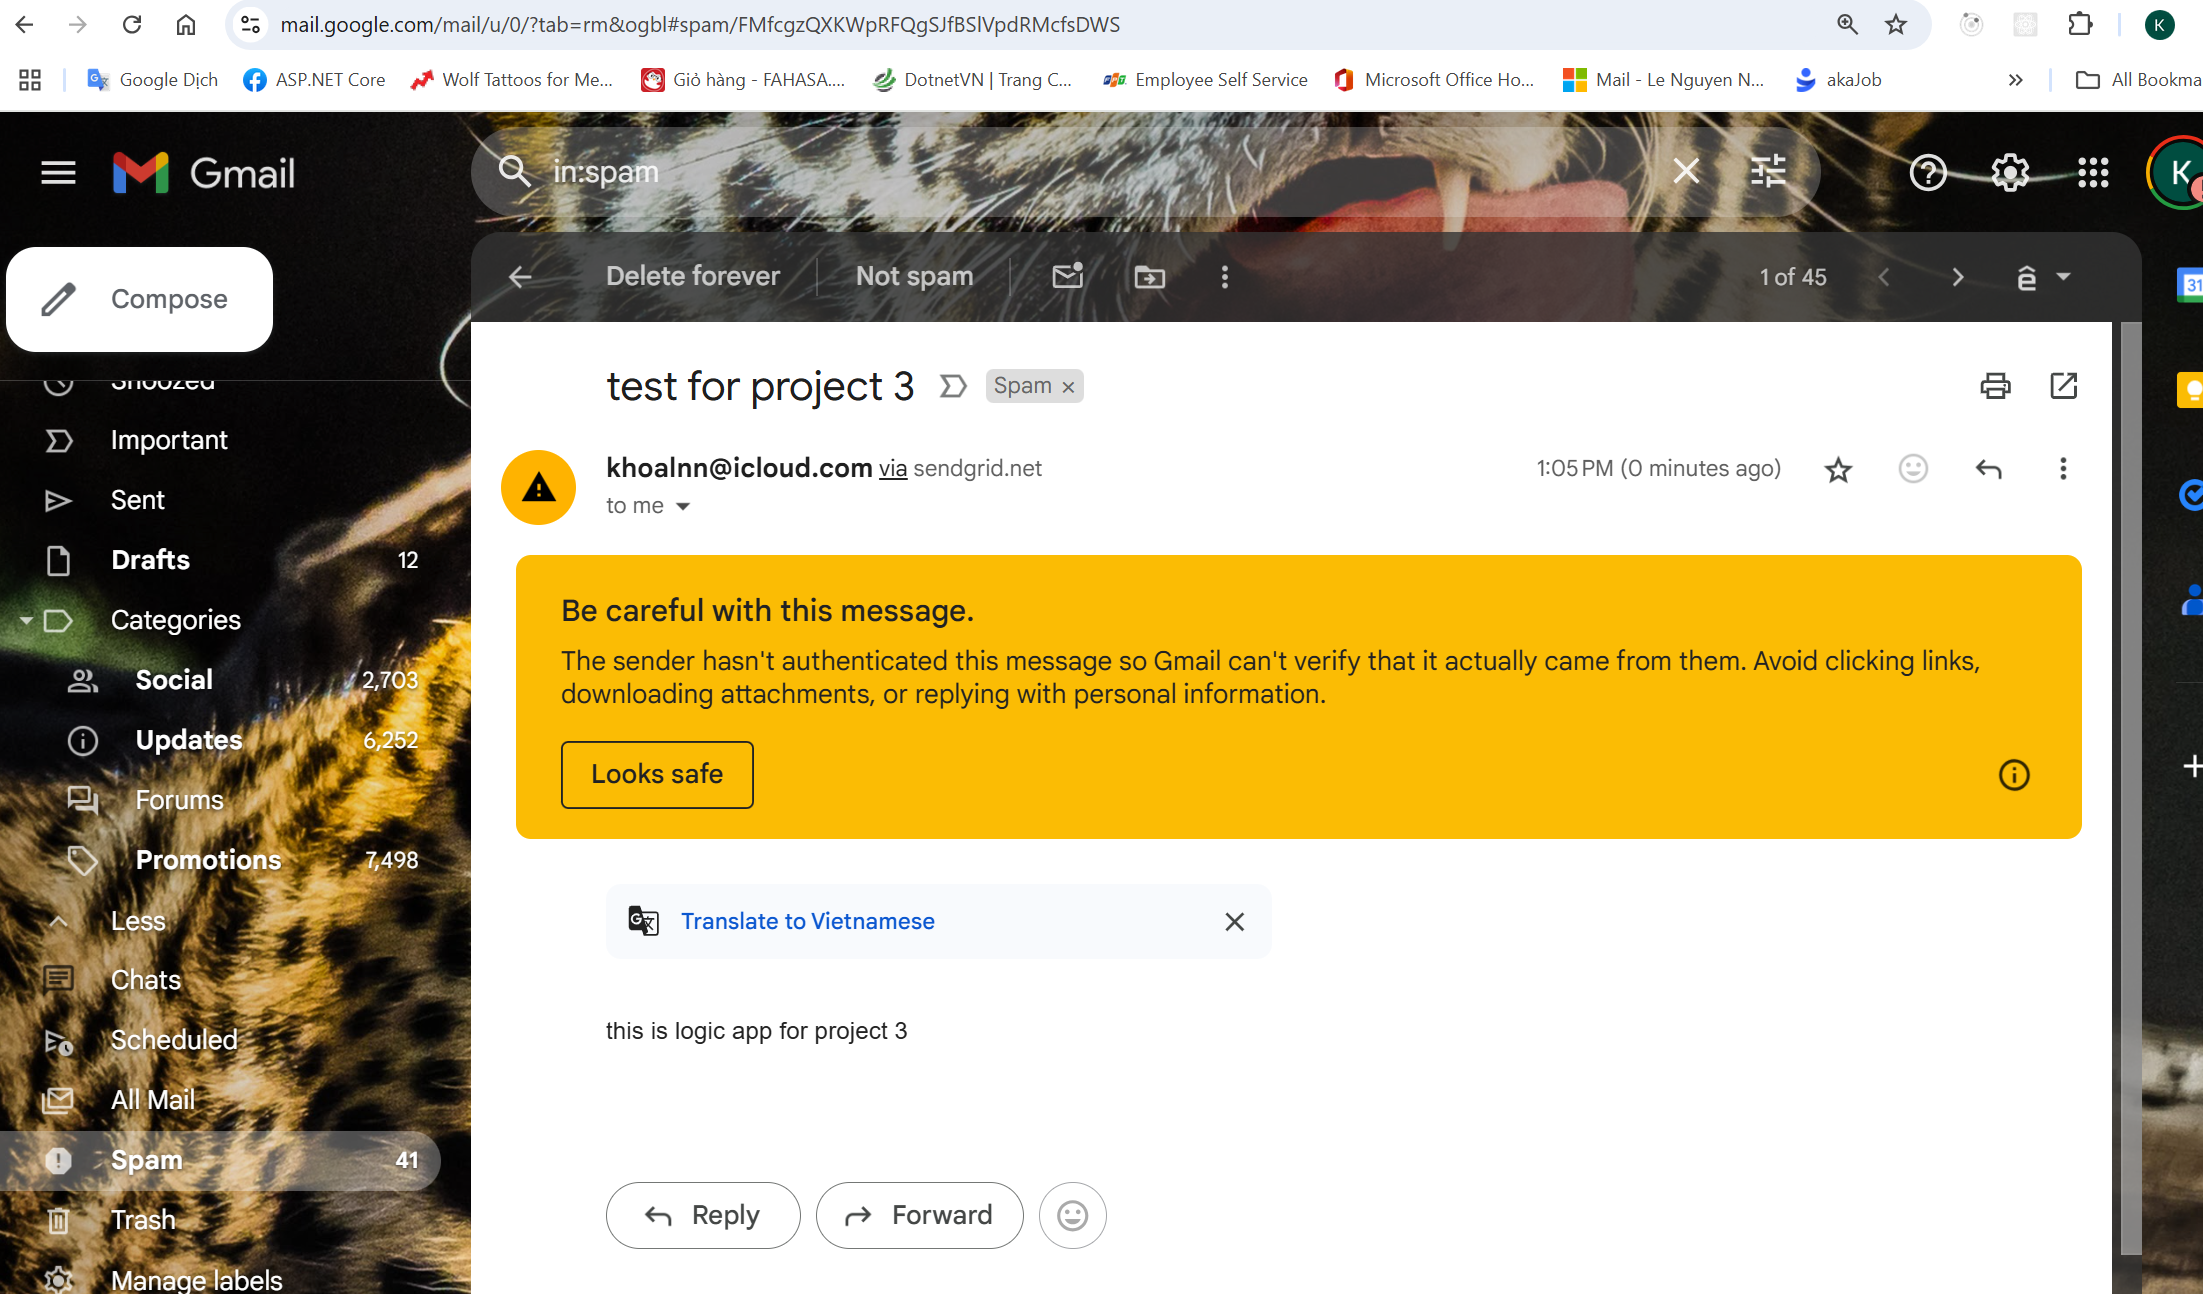 mail.google.com/mail/u/0/?tab=rm&ogbl#spam/FMfcgzQXKWpRFQgSJfBSlVpdRMcfsDWS
K
Google Dịch
ASP.NET Core
Wolf Tattoos for Me...
Giỏ hàng - FAHASA....
DotnetVN | Trang C...
Employee Self Service
Microsoft Office Ho...
Mail - Le Nguyen N...
akaJob
All Bookma
Gmail
in:spam
K
Compose
Delete forever
Not spam
1 of 45
ê
31
Snoozed
Important
Sent
Drafts 12
Categories
Social 2,703
Updates 6,252
Forums
Promotions 7,498
Less
Chats
Scheduled
All Mail
Spam 41
Trash
Manage labels
test for project 3
Spam ×
khoalnn@icloud.com via sendgrid.net
1:05 PM (0 minutes ago)
to me
Be careful with this message.
The sender hasn't authenticated this message so Gmail can't verify that it actually came from them. Avoid clicking links,
downloading attachments, or replying with personal information.
Looks safe
Translate to Vietnamese
this is logic app for project 3
Reply
Forward